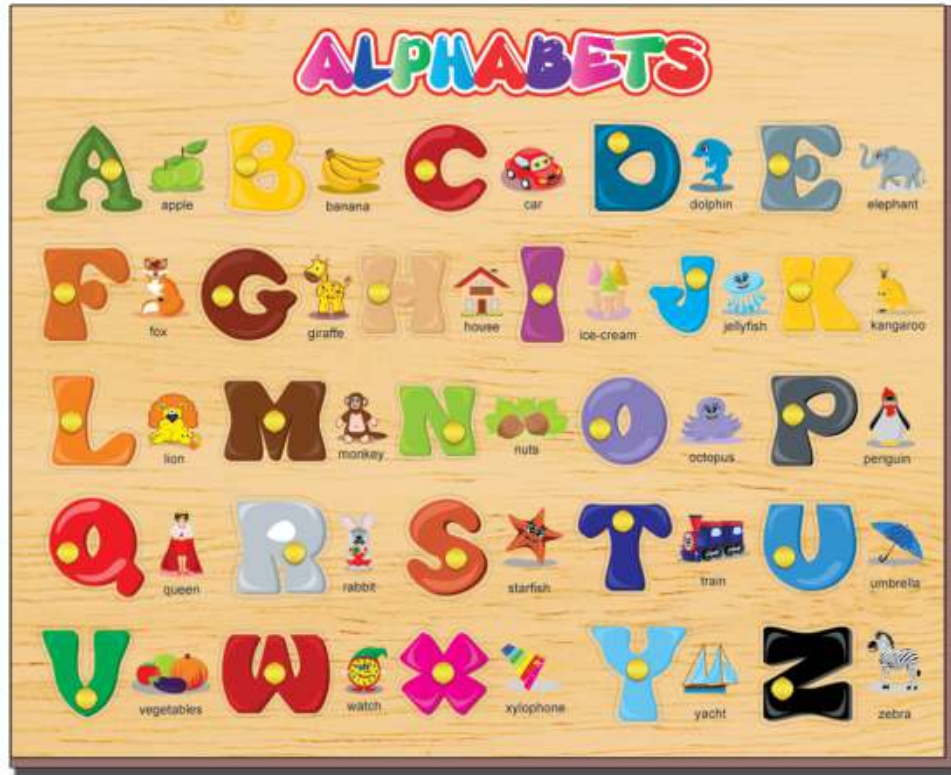 ALPHABETS
A apple B banana C car D dolphin E elephant
F fox G giraffe H house I ice-cream J jellyfish K kangaroo
L lion M monkey N nuts O octopus P penguin
Q queen R rabbit S starfish T train U umbrella
V vegetables W watch X xylophone Y yacht Z zebra